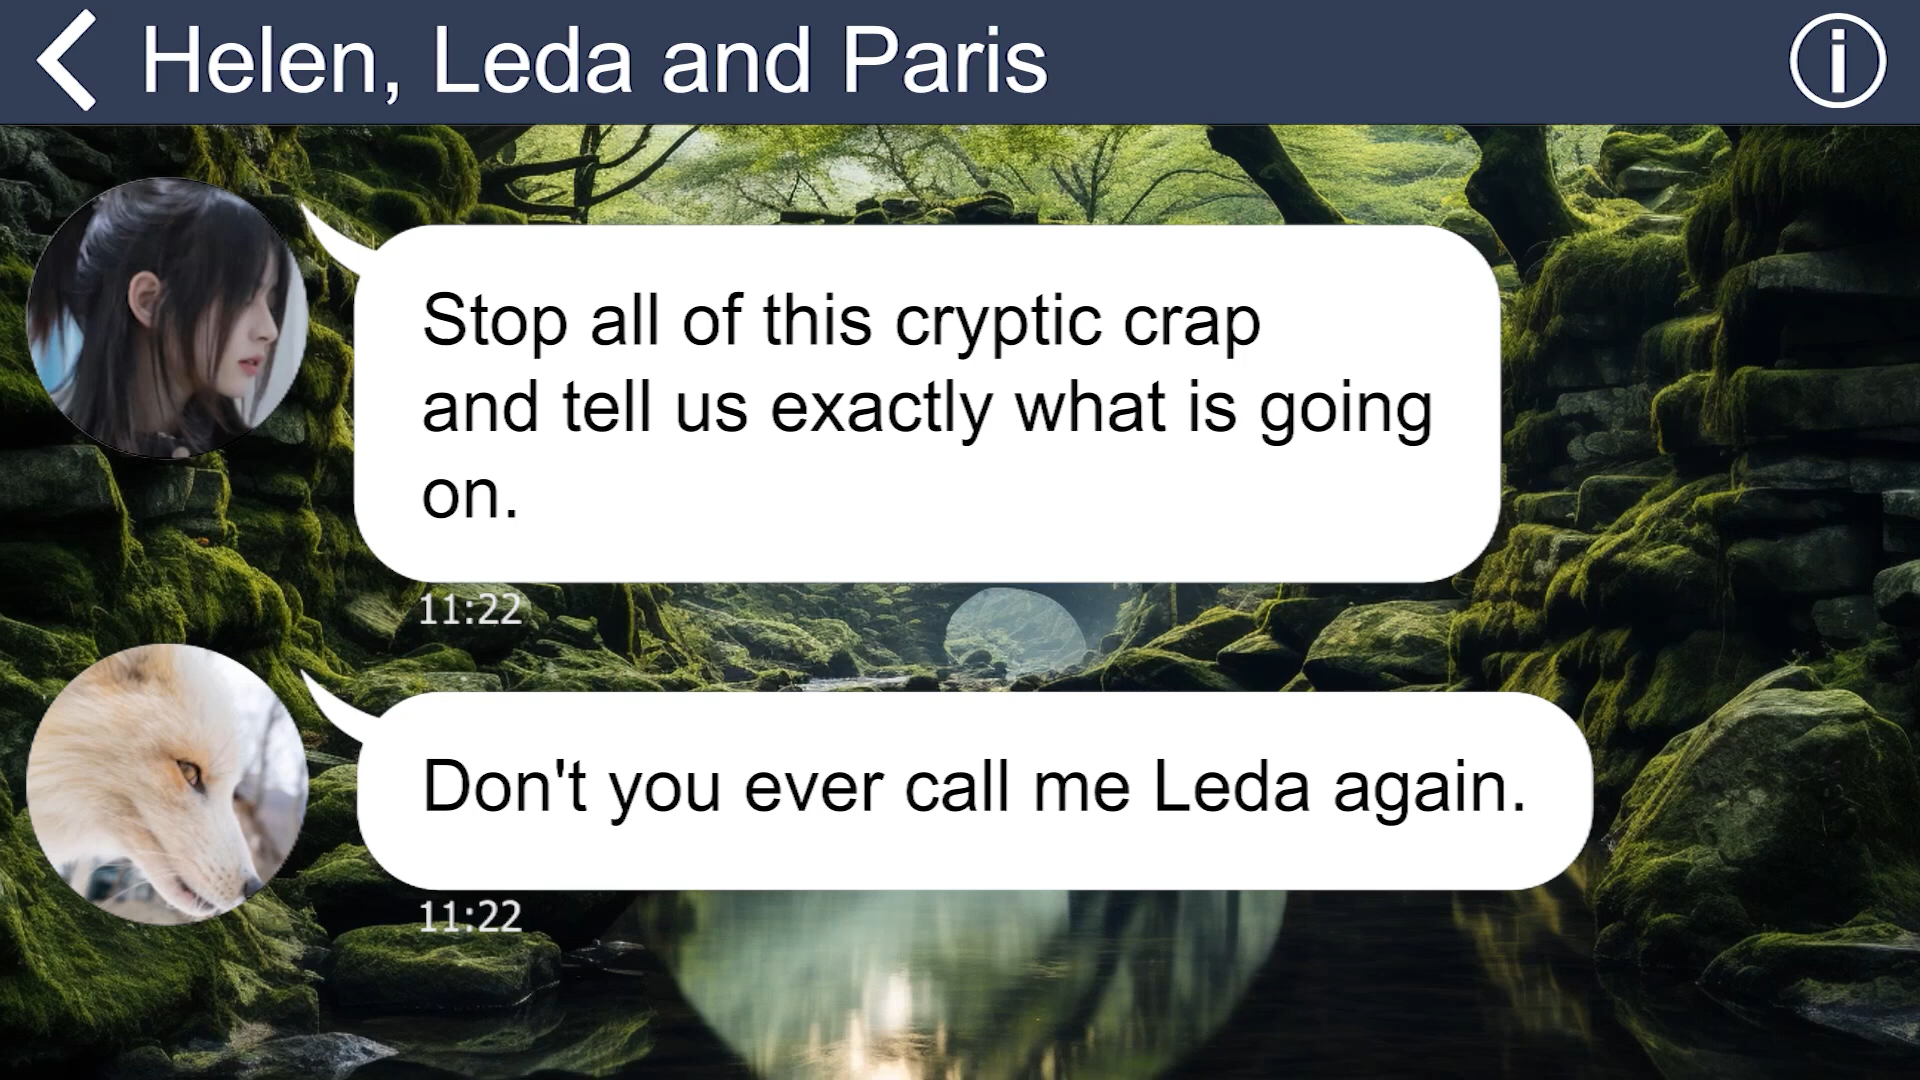 Helen, Leda and Paris
Stop all of this cryptic crap
and tell us exactly what is going
on.
11:22
Don't you ever call me Leda again.
11:22